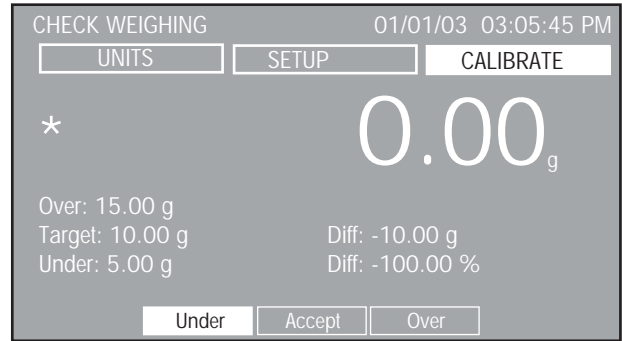 CHECK WEIGHING 01/01/03 03:05:45 PM
UNITS SETUP CALIBRATE
* 0.00 g
Over: 15.00 g
Target: 10.00 g Diff: -10.00 g
Under: 5.00 g Diff: -100.00 %
Under Accept Over